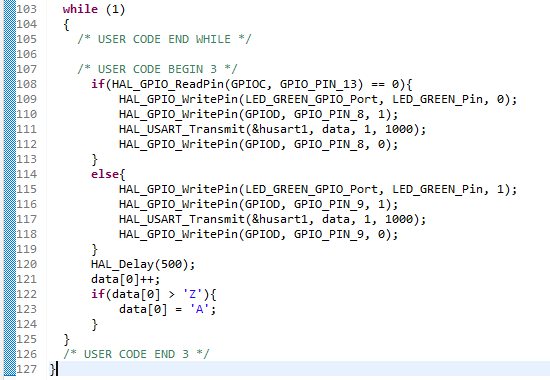 103 while (1)
104 {
105 /* USER CODE END WHILE */
106
107 /* USER CODE BEGIN 3 */
108 if(HAL_GPIO_ReadPin(GPIOC, GPIO_PIN_13) == 0){
109 HAL_GPIO_WritePin(LED_GREEN_GPIO_Port, LED_GREEN_Pin, 0);
110 HAL_GPIO_WritePin(GPIOD, GPIO_PIN_8, 1);
111 HAL_USART_Transmit(&husart1, data, 1, 1000);
112 HAL_GPIO_WritePin(GPIOD, GPIO_PIN_8, 0);
113 }
114 else{
115 HAL_GPIO_WritePin(LED_GREEN_GPIO_Port, LED_GREEN_Pin, 1);
116 HAL_GPIO_WritePin(GPIOD, GPIO_PIN_9, 1);
117 HAL_USART_Transmit(&husart1, data, 1, 1000);
118 HAL_GPIO_WritePin(GPIOD, GPIO_PIN_9, 0);
119 }
120 HAL_Delay(500);
121 data[0]++;
122 if(data[0] > 'Z'){
123 data[0] = 'A';
124 }
125 }
126 /* USER CODE END 3 */
127 }